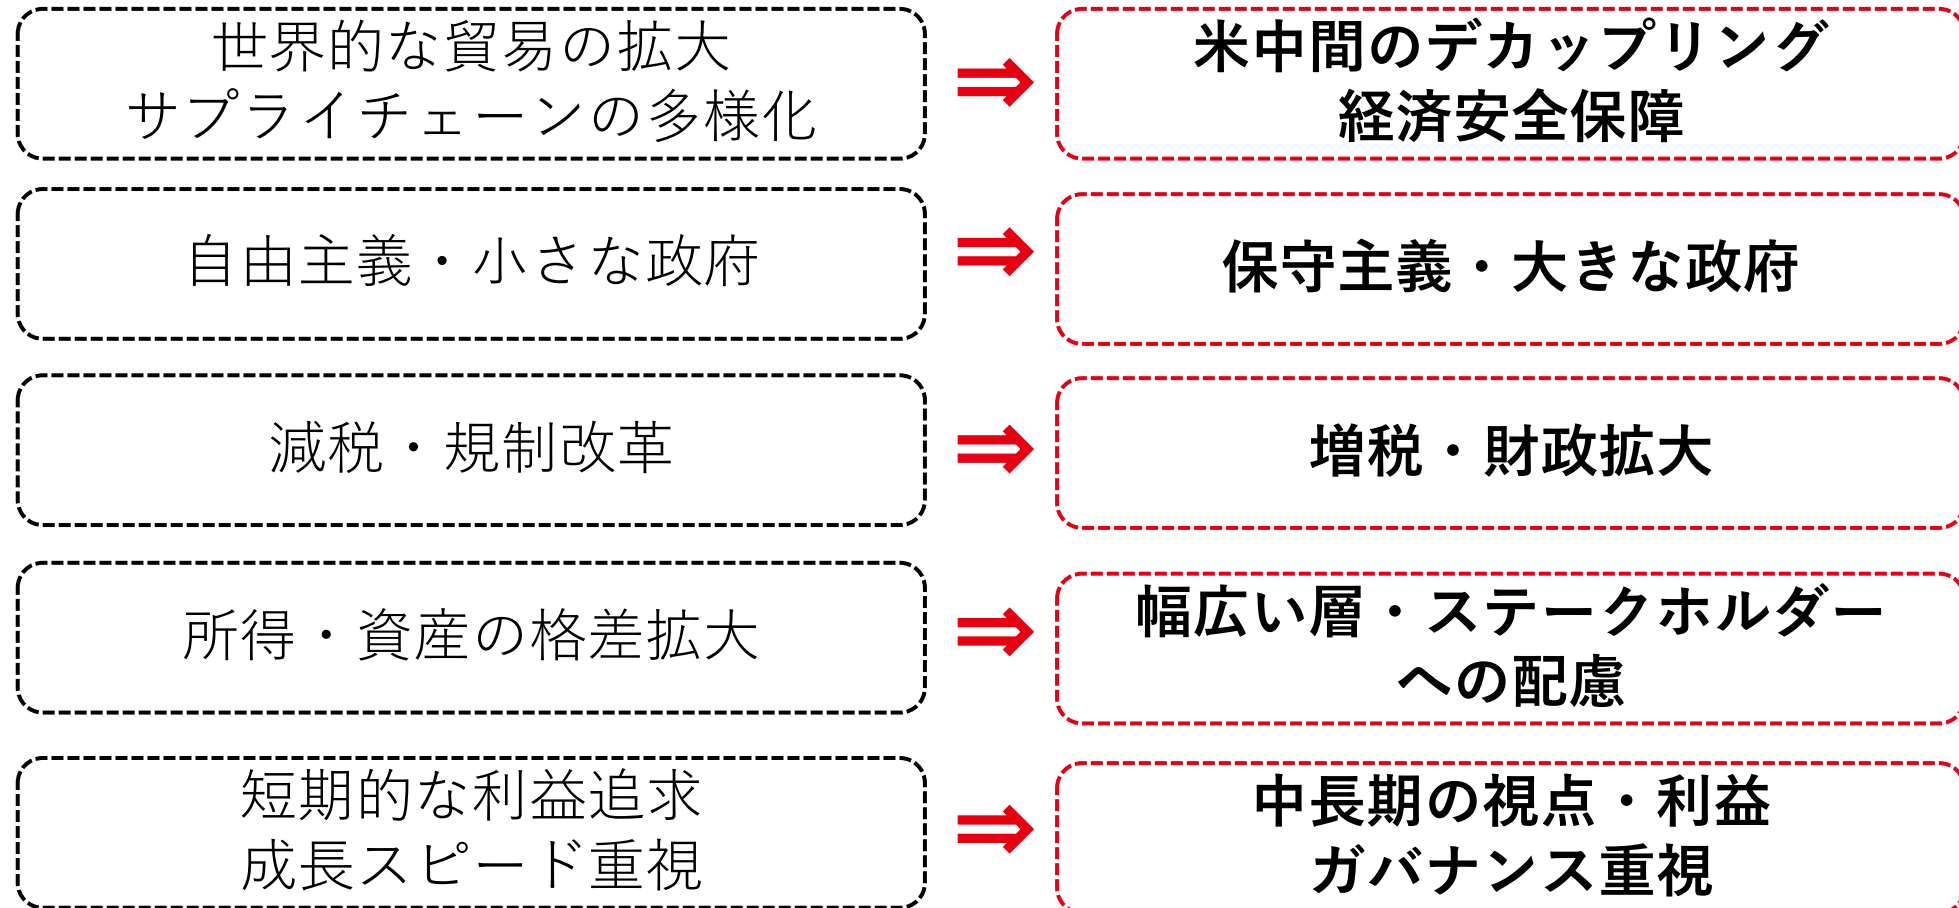 世界的な貿易の拡大
サプライチェーンの多様化
⇒
米中間のデカップリング
経済安全保障
自由主義・小さな政府
⇒
保守主義・大きな政府
減税・規制改革
⇒
増税・財政拡大
所得・資産の格差拡大
⇒
幅広い層・ステークホルダー
への配慮
短期的な利益追求
成長スピード重視
⇒
中長期の視点・利益
ガバナンス重視